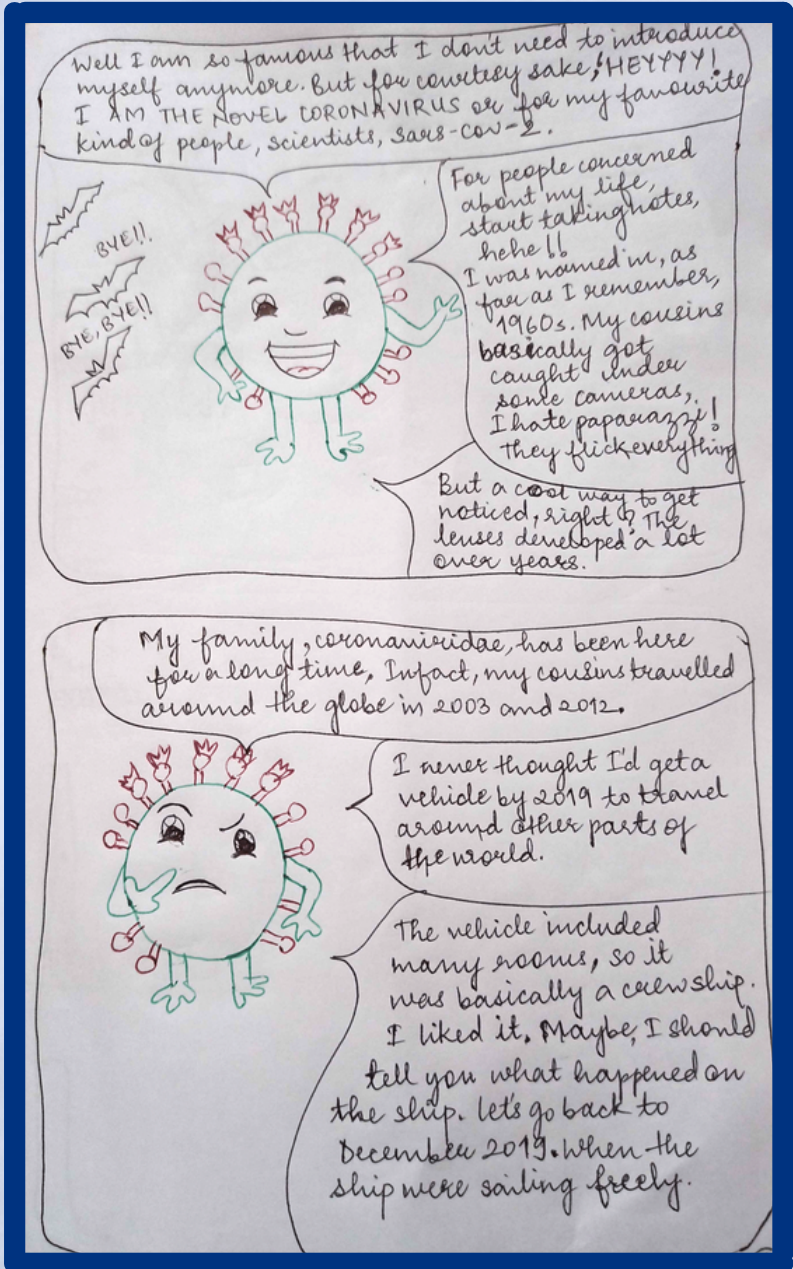 Well I am so famous that I don't need to introduce
myself anymore. But for courtesy sake, "HEYYYY!
I AM THE NOVEL CORONAVIRUS or for my favourite
kind of people, scientists, sars-cov-2.
BYE!!.
BYE, BYE!!
For people concerned
about my life,
start taking notes,
hehe!!
I was named in, as
far as I remember,
1960s. My cousins
basically got
caught under
some cameras,
I hate paparazzi!
They flick everything
But a cool way to get
noticed, right? The
lenses developed a lot
over years.
My family, coronaviridae, has been here
for a long time. Infact, my cousins travelled
around the globe in 2003 and 2012.
I never thought I'd get a
vehicle by 2019 to travel
around other parts of
the world.
The vehicle included
many rooms, so it
was basically a crew ship.
I liked it. Maybe, I should
tell you what happened on
the ship. Let's go back to
December 2019. When the
ship were sailing freely.